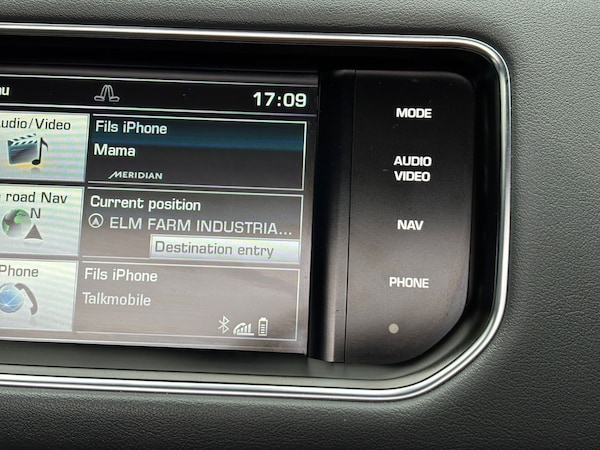 nu
17:09
MODE
udio/Video
Fils iPhone
Mama
MERIDIAN
AUDIO
VIDEO
road Nav
N
Current position
ELM FARM INDUSTRIA...
Destination entry
NAV
Phone
Fils iPhone
Talkmobile
PHONE